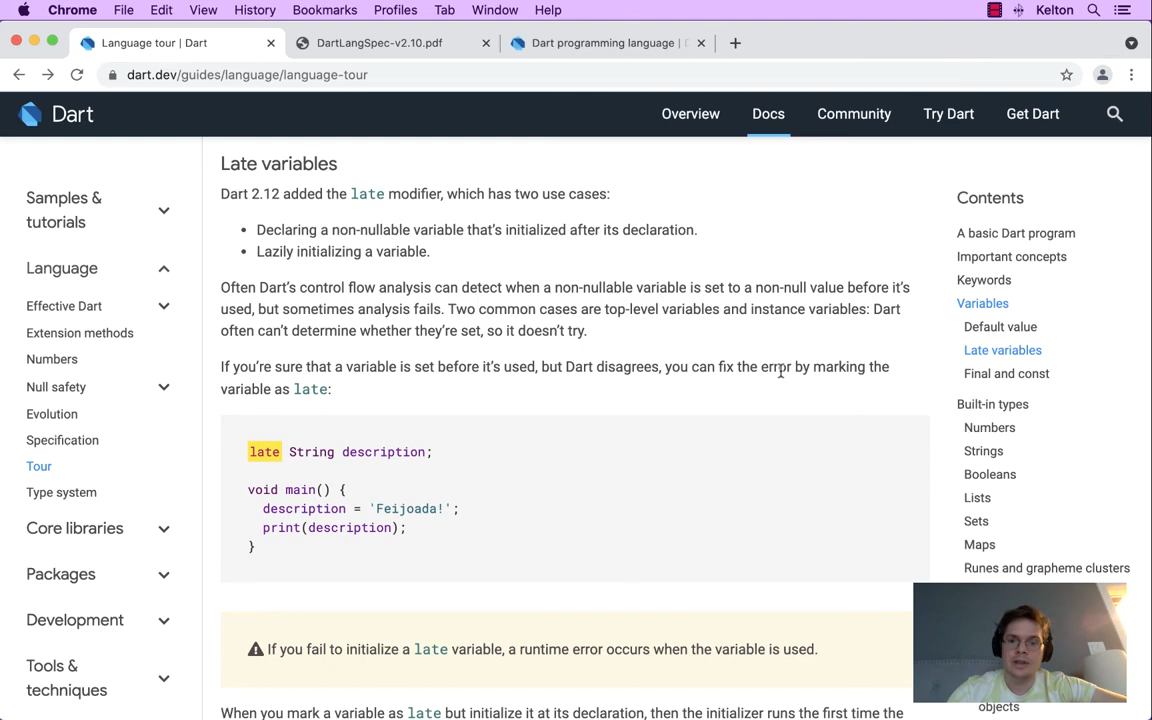 Chrome File Edit View History Bookmarks Profiles Tab Window Help Kelton
Language tour | Dart
DartLangSpec-v2.10.pdf
Dart programming language |
dart.dev/guides/language/language-tour
Dart
Overview Docs Community Try Dart Get Dart
Samples &
tutorials
Language
Effective Dart
Extension methods
Numbers
Null safety
Evolution
Specification
Tour
Type system
Core libraries
Packages
Development
Tools &
techniques
Late variables
Dart 2.12 added the late modifier, which has two use cases:
• Declaring a non-nullable variable that's initialized after its declaration.
• Lazily initializing a variable.
Often Dart's control flow analysis can detect when a non-nullable variable is set to a non-null value before it's
used, but sometimes analysis fails. Two common cases are top-level variables and instance variables: Dart
often can't determine whether they're set, so it doesn't try.
If you're sure that a variable is set before it's used, but Dart disagrees, you can fix the error by marking the
variable as late:
late String description;
void main() {
description = 'Feijoada!';
print(description);
}
If you fail to initialize a late variable, a runtime error occurs when the variable is used.
When you mark a variable as late but initialize it at its declaration, then the initializer runs the first time the
Contents
A basic Dart program
Important concepts
Keywords
Variables
Default value
Late variables
Final and const
Built-in types
Numbers
Strings
Booleans
Lists
Sets
Maps
Runes and grapheme clusters
objects